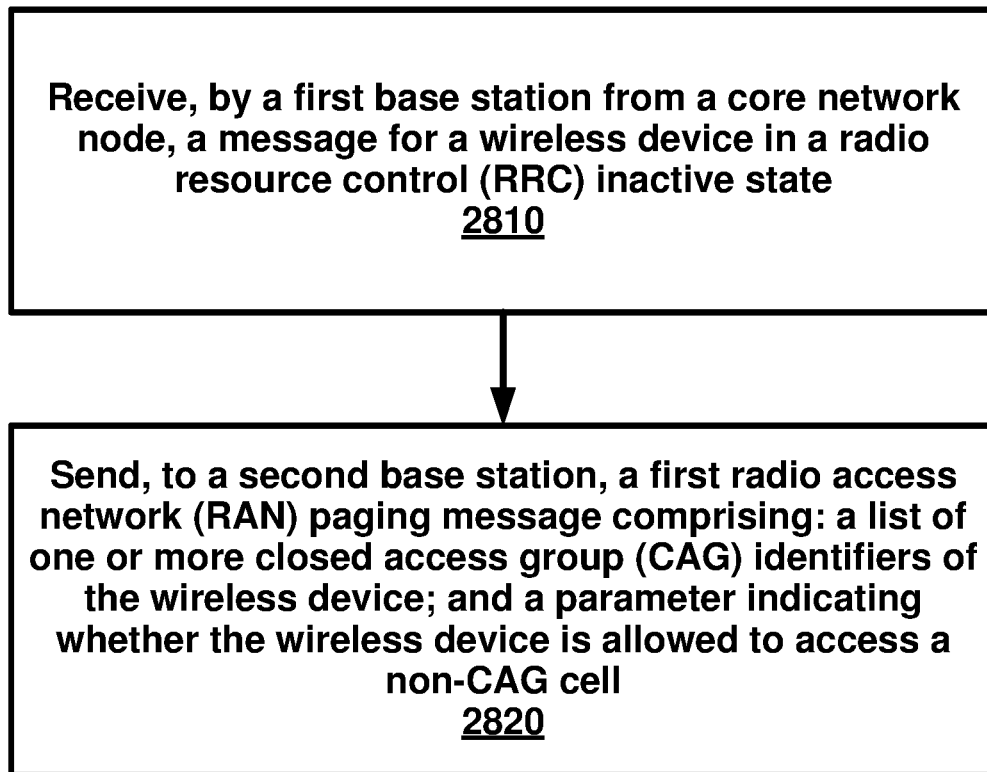 Receive, by a first base station from a core network
node, a message for a wireless device in a radio
resource control (RRC) inactive state
2810
Send, to a second base station, a first radio access
network (RAN) paging message comprising: a list of
one or more closed access group (CAG) identifiers of
the wireless device; and a parameter indicating
whether the wireless device is allowed to access a
non-CAG cell
2820